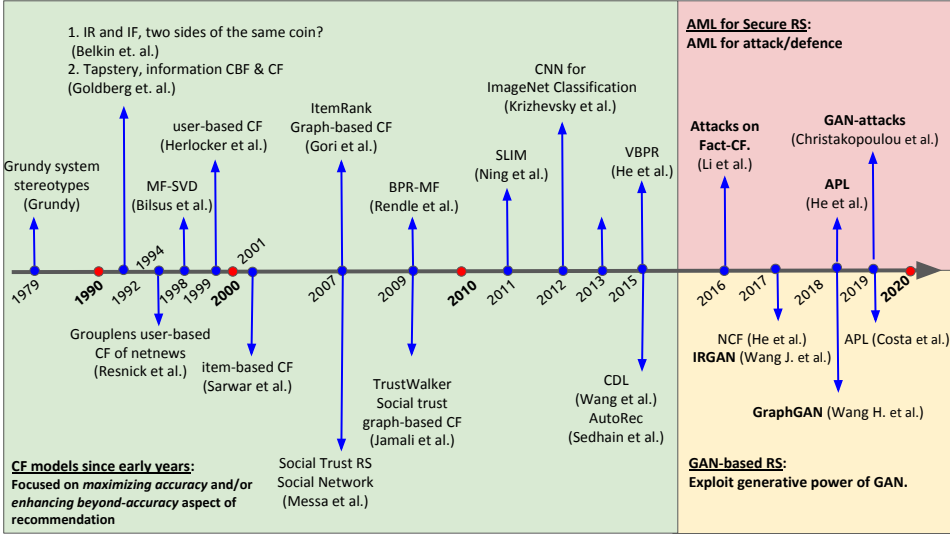 1. IR and IF, two sides of the same coin?
(Belkin et. al.)
2. Tapstery, information CBF & CF
(Goldberg et. al.)
Grundy system
stereotypes
(Grundy)
MF-SVD
(Bilsus et al.)
user-based CF
(Herlocker et al.)
ItemRank
Graph-based CF
(Gori et al.)
BPR-MF
(Rendle et al.)
SLIM
(Ning et al.)
CNN for
ImageNet Classification
(Krizhevsky et al.)
VBPR
(He et al.)
AML for Secure RS:
AML for attack/defence
Attacks on
Fact-CF.
(Li et al.)
GAN-attacks
(Christakopoulou et al.)
APL
(He et al.)
1979
1990
1992
1994
1998
1999
2000
2001
2007
2009
2010
2011
2012
2013
2015
2016
2017
2018
2019
2020
Grouplens user-based
CF of netnews
(Resnick et al.)
item-based CF
(Sarwar et al.)
Social Trust RS
Social Network
(Messa et al.)
TrustWalker
Social trust
graph-based CF
(Jamali et al.)
CDL
(Wang et al.)
AutoRec
(Sedhain et al.)
NCF (He et al.)
IRGAN (Wang J. et al.)
APL (Costa et al.)
GraphGAN (Wang H. et al.)
CF models since early years:
Focused on maximizing accuracy and/or
enhancing beyond-accuracy aspect of
recommendation
GAN-based RS:
Exploit generative power of GAN.